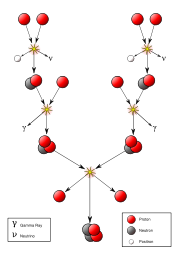 ν
ν
γ
γ
γ Gamma Ray
ν Neutrino
Proton
Neutron
Positron